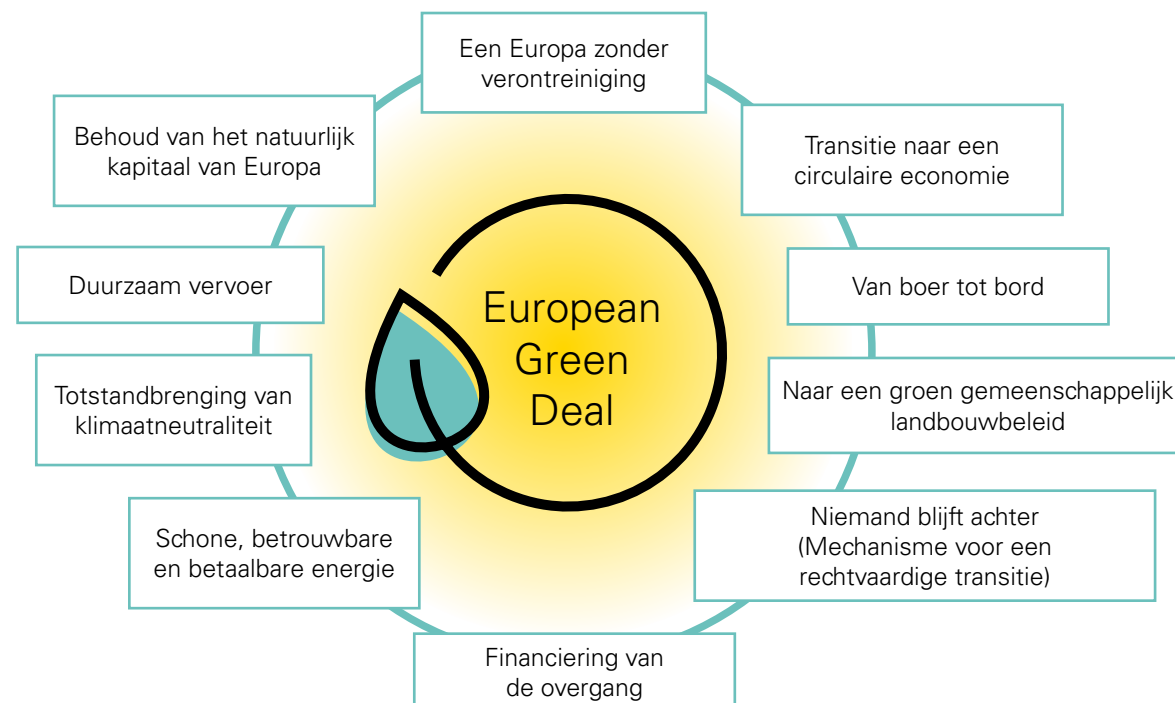 Een Europa zonder
verontreiniging
Behoud van het natuurlijk
kapitaal van Europa
Transitie naar een
circulaire economie
Duurzaam vervoer
Van boer tot bord
European
Green
Deal
Totstandbrenging van
klimaatneutraliteit
Naar een groen gemeenschappelijk
landbouwbeleid
Schone, betrouwbare
en betaalbare energie
Niemand blijft achter
(Mechanisme voor een
rechtvaardige transitie)
Financiering van
de overgang